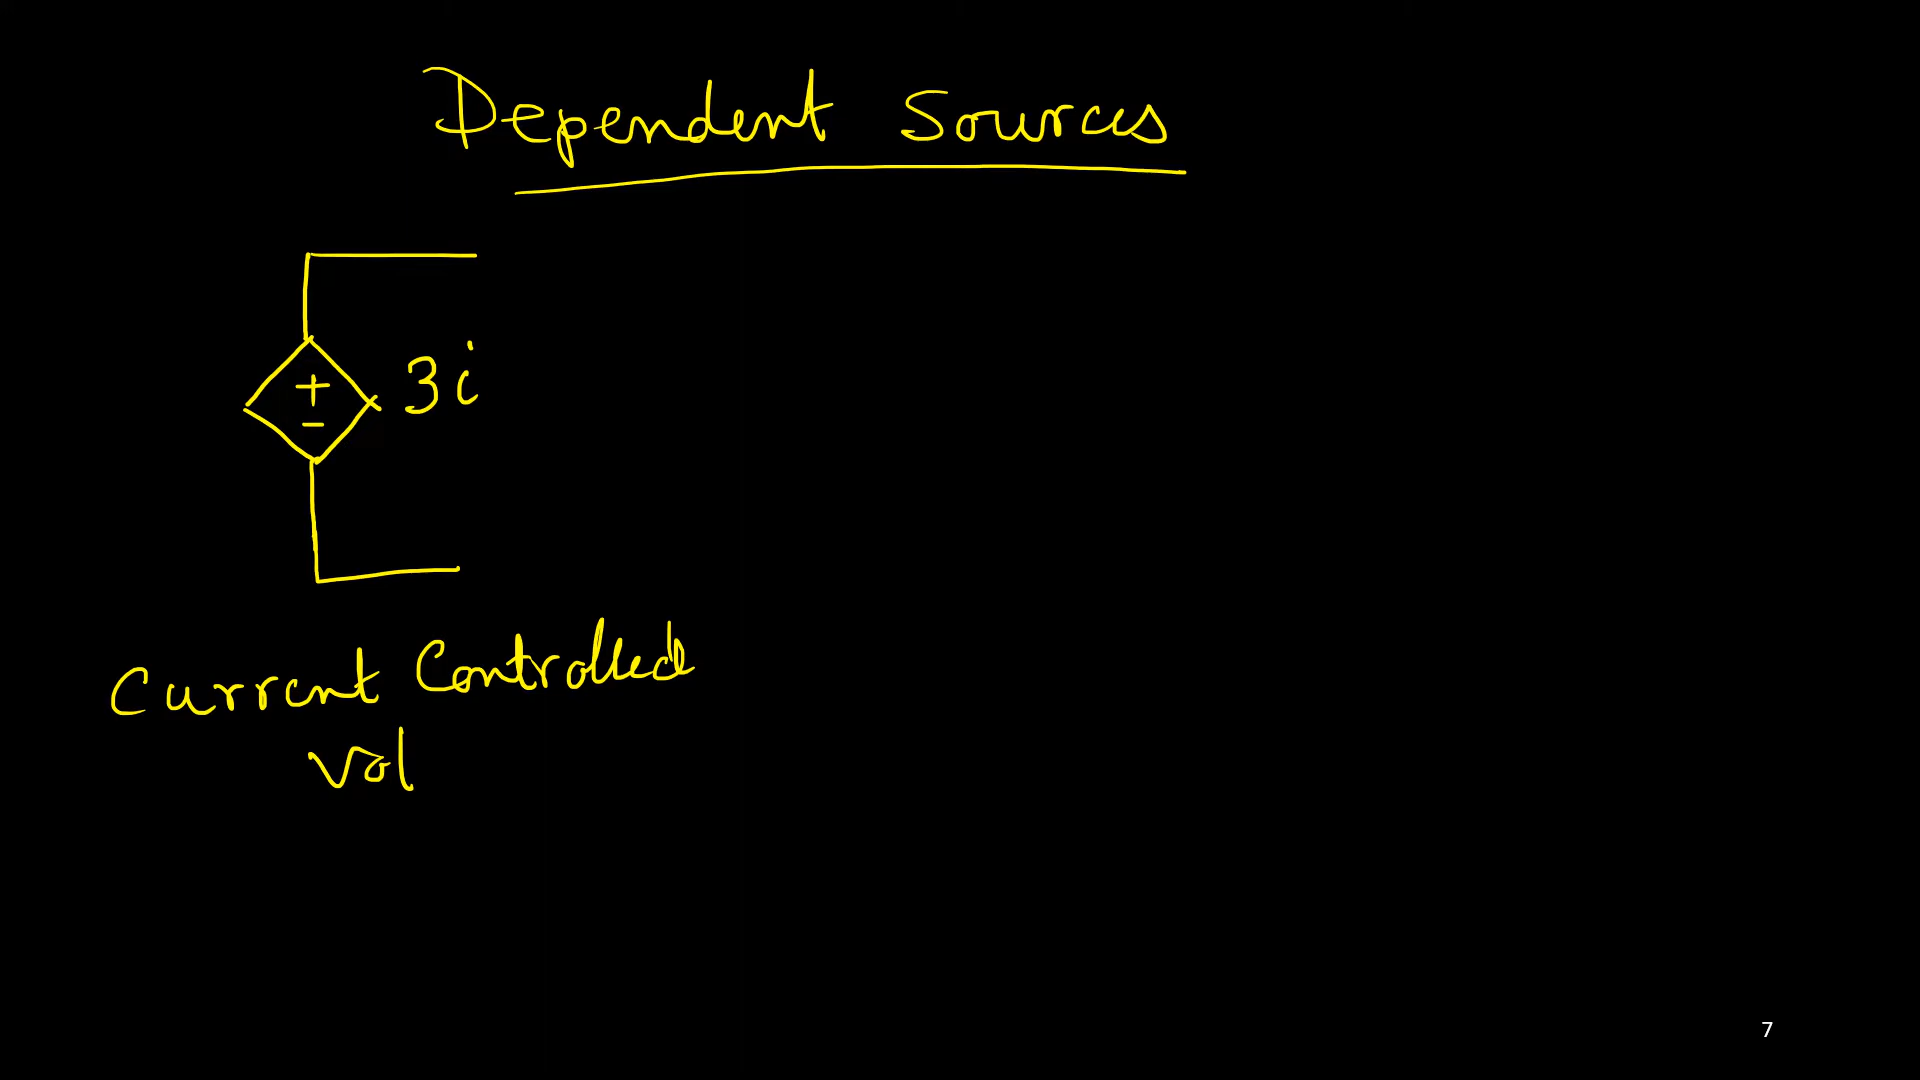 Dependent Sources
+
3i
-
Current Controlled
Vol
7